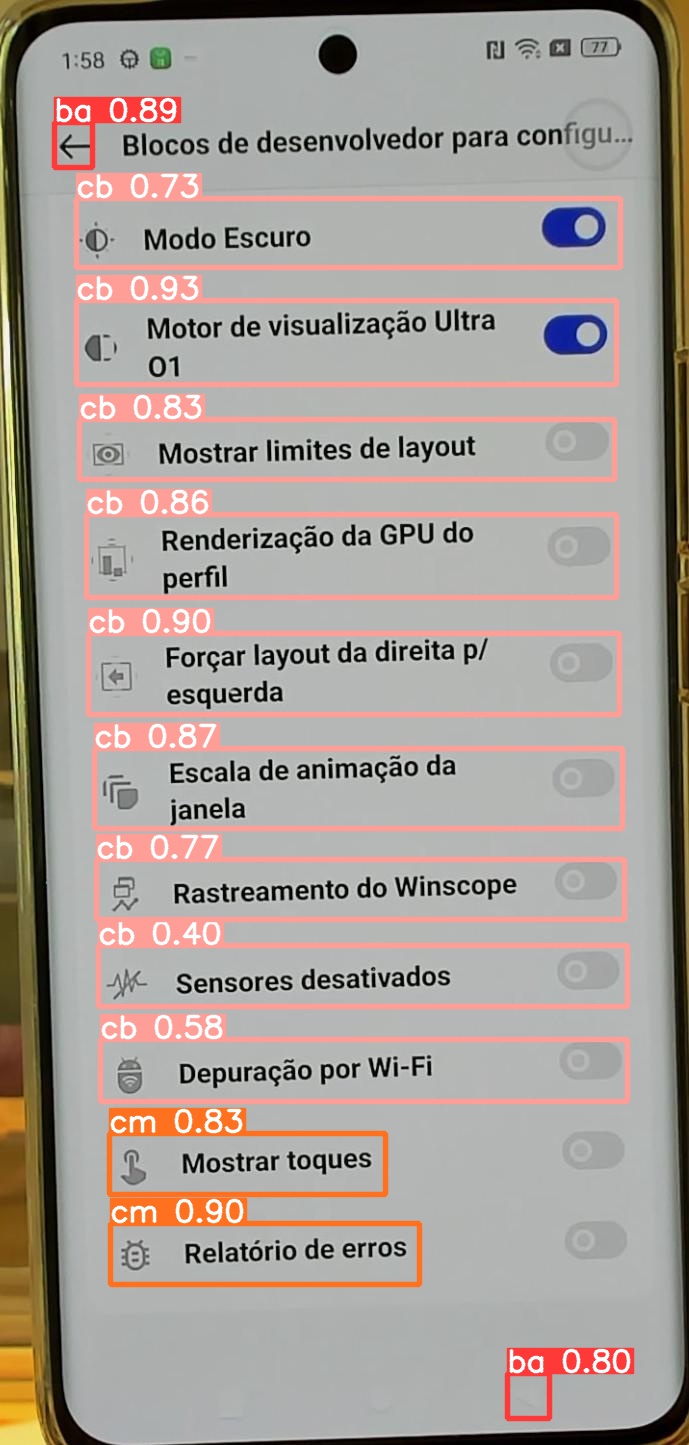 1:58
77
ba 0.89
Blocos de desenvolvedor para configu...
cb 0.73
Modo Escuro
cb 0.93
Motor de visualização Ultra
O1
cb 0.83
Mostrar limites de layout
cb 0.86
Renderização da GPU do
perfil
cb 0.90
Forçar layout da direita p/
esquerda
cb 0.87
Escala de animação da
janela
cb 0.77
Rastreamento do Winscope
cb 0.40
Sensores desativados
cb 0.58
Depuração por Wi-Fi
cm 0.83
Mostrar toques
cm 0.90
Relatório de erros
ba 0.80